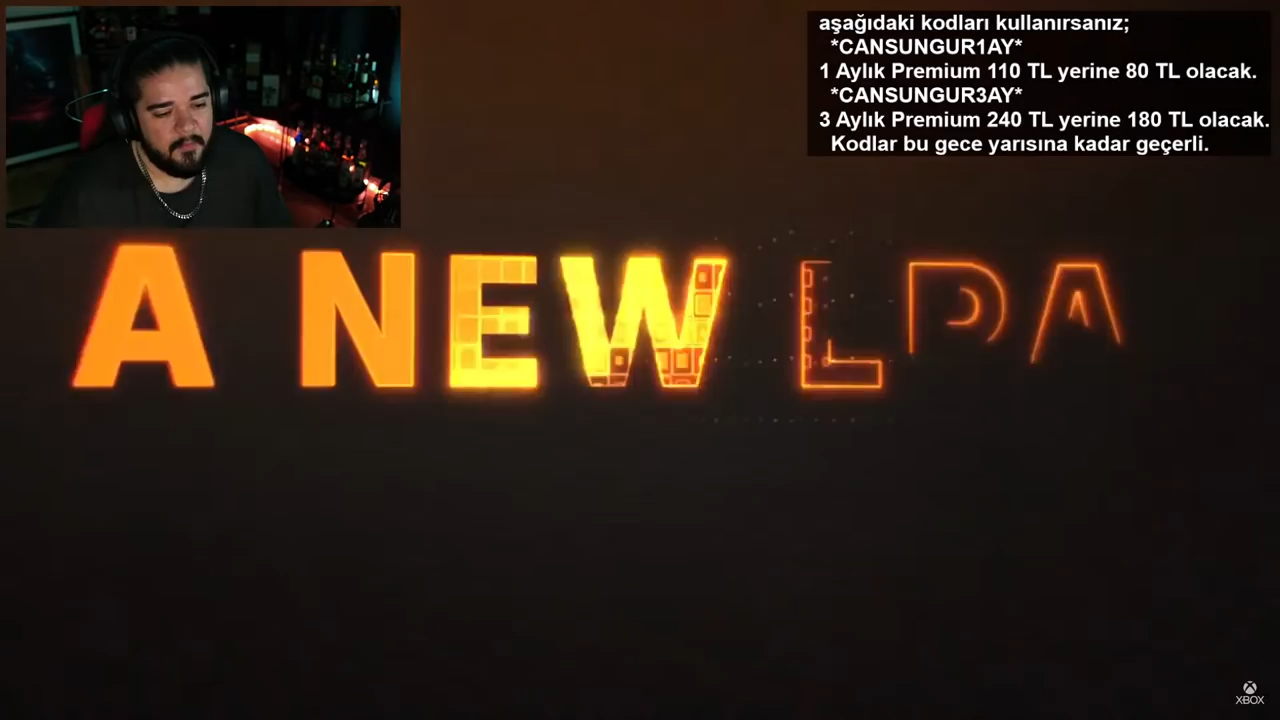 aşağıdaki kodları kullanırsanız;
*CANSUNGUR1AY*
1 Aylık Premium 110 TL yerine 80 TL olacak.
*CANSUNGUR3AY*
3 Aylık Premium 240 TL yerine 180 TL olacak.
Kodlar bu gece yarısına kadar geçerli.
A NEW
XBOX